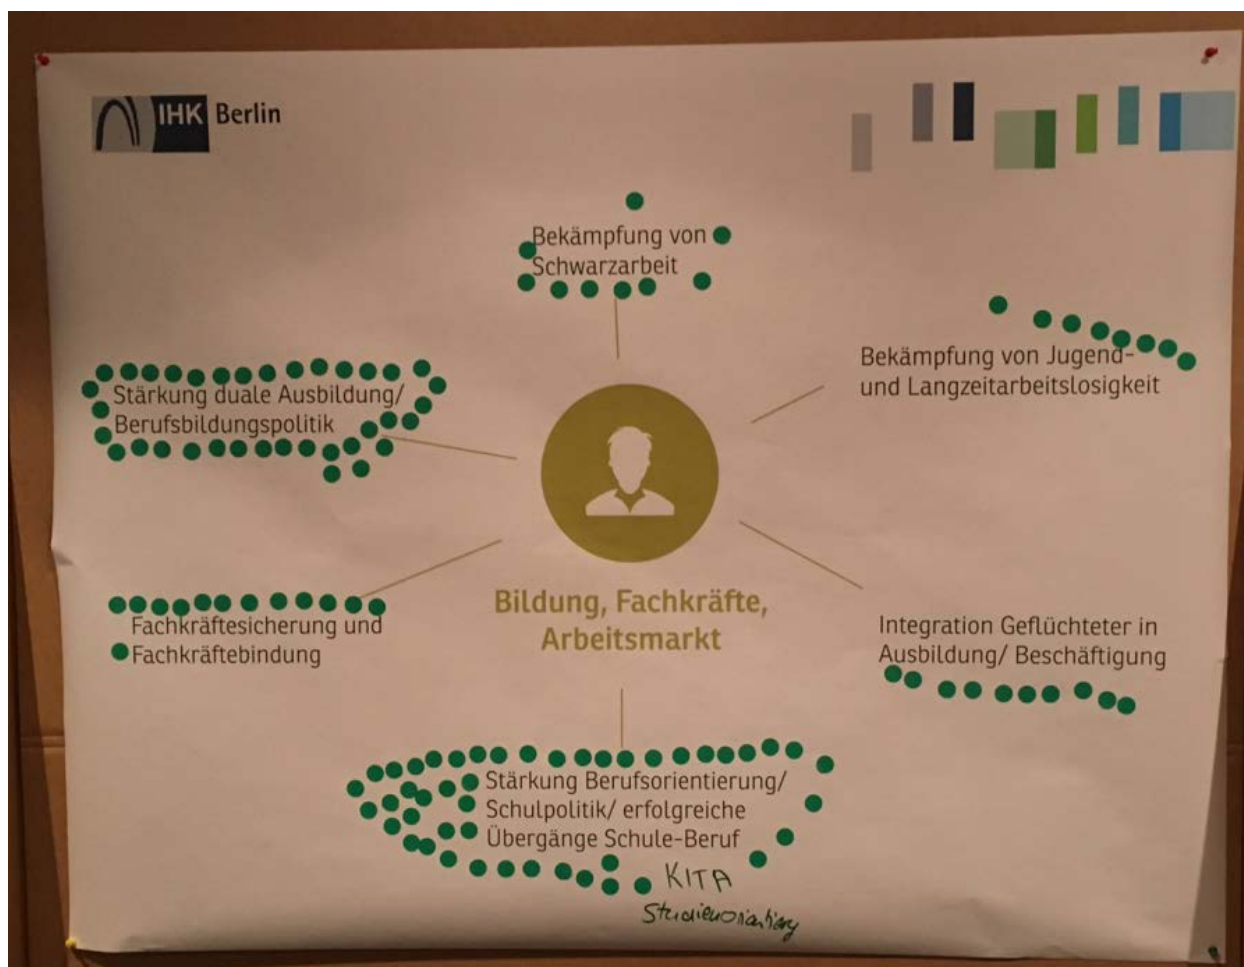 IHK Berlin
Bekämpfung von
Schwarzarbeit
Bekämpfung von Jugend-
und Langzeitarbeitslosigkeit
Stärkung duale Ausbildung/
Berufsbildungspolitik
Bildung, Fachkräfte,
Arbeitsmarkt
Fachkräftesicherung und
Fachkräftebindung
Integration Geflüchteter in
Ausbildung/ Beschäftigung
Stärkung Berufsorientierung/
Schulpolitik/ erfolgreiche
Übergänge Schule-Beruf
KITA
Studienorientierung